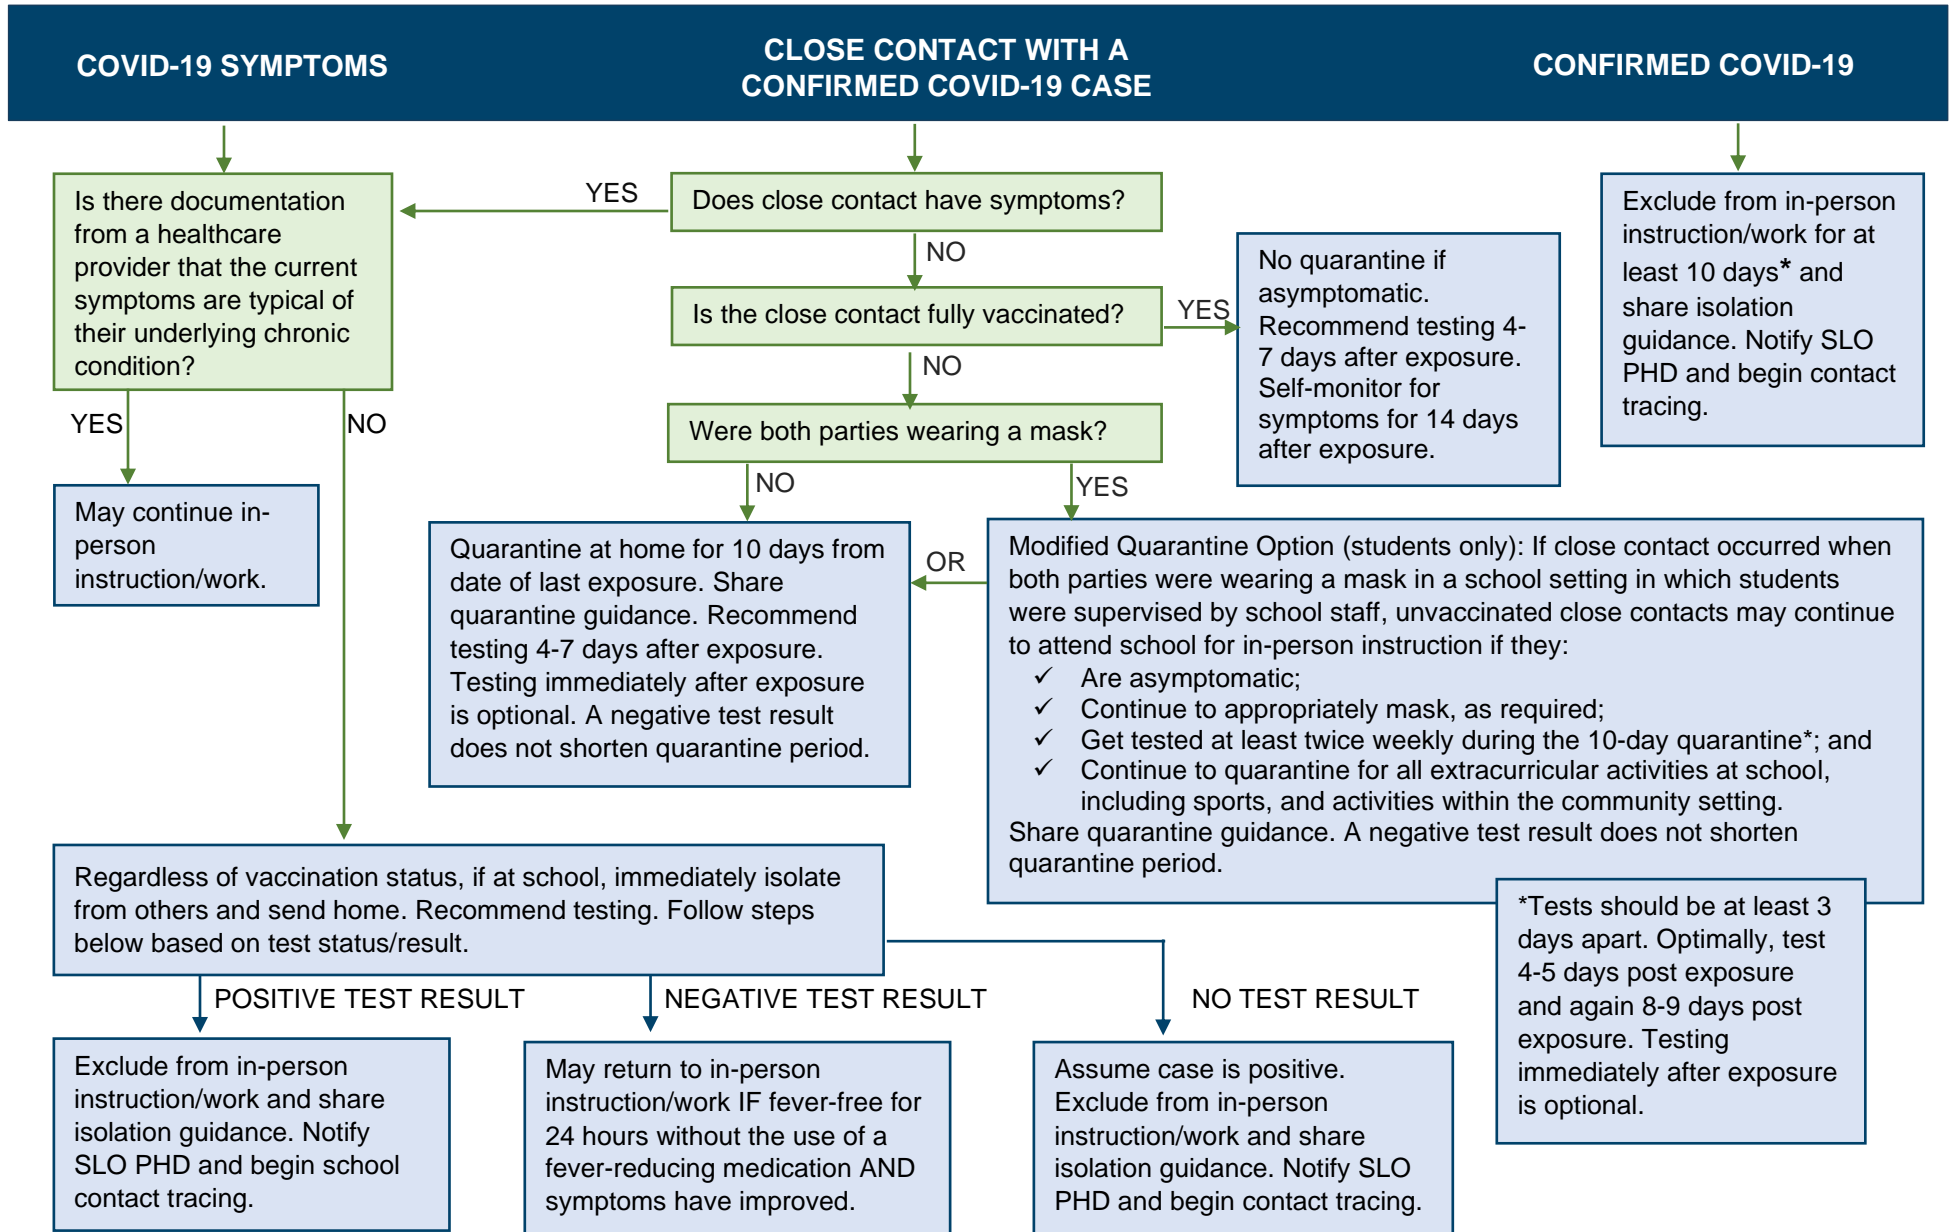 COVID-19 SYMPTOMS
CLOSE CONTACT WITH A
CONFIRMED COVID-19 CASE
CONFIRMED COVID-19
Is there documentation
from a healthcare
provider that the current
symptoms are typical of
their underlying chronic
condition?
YES
NO
May continue in-
person
instruction/work.
YES
Does close contact have symptoms?
NO
Is the close contact fully vaccinated?
YES
NO
Were both parties wearing a mask?
NO
YES
No quarantine if
asymptomatic.
Recommend testing 4-
7 days after exposure.
Self-monitor for
symptoms for 14 days
after exposure.
Exclude from in-person
instruction/work for at
least 10 days* and
share isolation
guidance. Notify SLO
PHD and begin contact
tracing.
Quarantine at home for 10 days from
date of last exposure. Share
quarantine guidance. Recommend
testing 4-7 days after exposure.
Testing immediately after exposure
is optional. A negative test result
does not shorten quarantine period.
OR
Modified Quarantine Option (students only): If close contact occurred when
both parties were wearing a mask in a school setting in which students
were supervised by school staff, unvaccinated close contacts may continue
to attend school for in-person instruction if they:
✓ Are asymptomatic;
✓ Continue to appropriately mask, as required;
✓ Get tested at least twice weekly during the 10-day quarantine*; and
✓ Continue to quarantine for all extracurricular activities at school,
including sports, and activities within the community setting.
Share quarantine guidance. A negative test result does not shorten
quarantine period.
*Tests should be at least 3
days apart. Optimally, test
4-5 days post exposure
and again 8-9 days post
exposure. Testing
immediately after exposure
is optional.
Regardless of vaccination status, if at school, immediately isolate
from others and send home. Recommend testing. Follow steps
below based on test status/result.
POSITIVE TEST RESULT
NEGATIVE TEST RESULT
NO TEST RESULT
Exclude from in-person
instruction/work and share
isolation guidance. Notify
SLO PHD and begin school
contact tracing.
May return to in-person
instruction/work IF fever-free for
24 hours without the use of a
fever-reducing medication AND
symptoms have improved.
Assume case is positive.
Exclude from in-person
instruction/work and share
isolation guidance. Notify SLO
PHD and begin contact tracing.